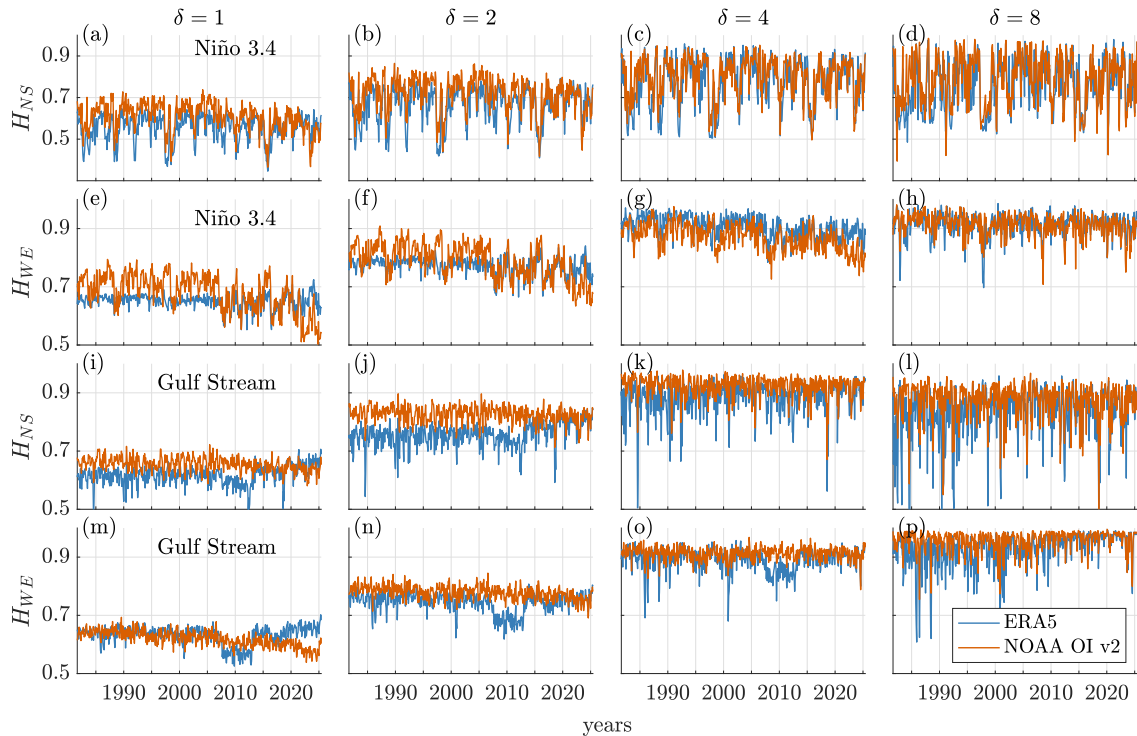 δ = 1 δ = 2 δ = 4 δ = 8
(a) Niño 3.4 (b) (c) (d)
0.9
0.7
0.5
H_NS
(e) Niño 3.4 (f) (g) (h)
0.9
0.7
0.5
H_WE
(i) Gulf Stream (j) (k) (l)
0.9
0.7
0.5
H_NS
(m) Gulf Stream (n) (o) (p)
0.9
0.7
0.5
H_WE
ERA5
NOAA OI v2
1990 2000 2010 2020 1990 2000 2010 2020 1990 2000 2010 2020 1990 2000 2010 2020
years